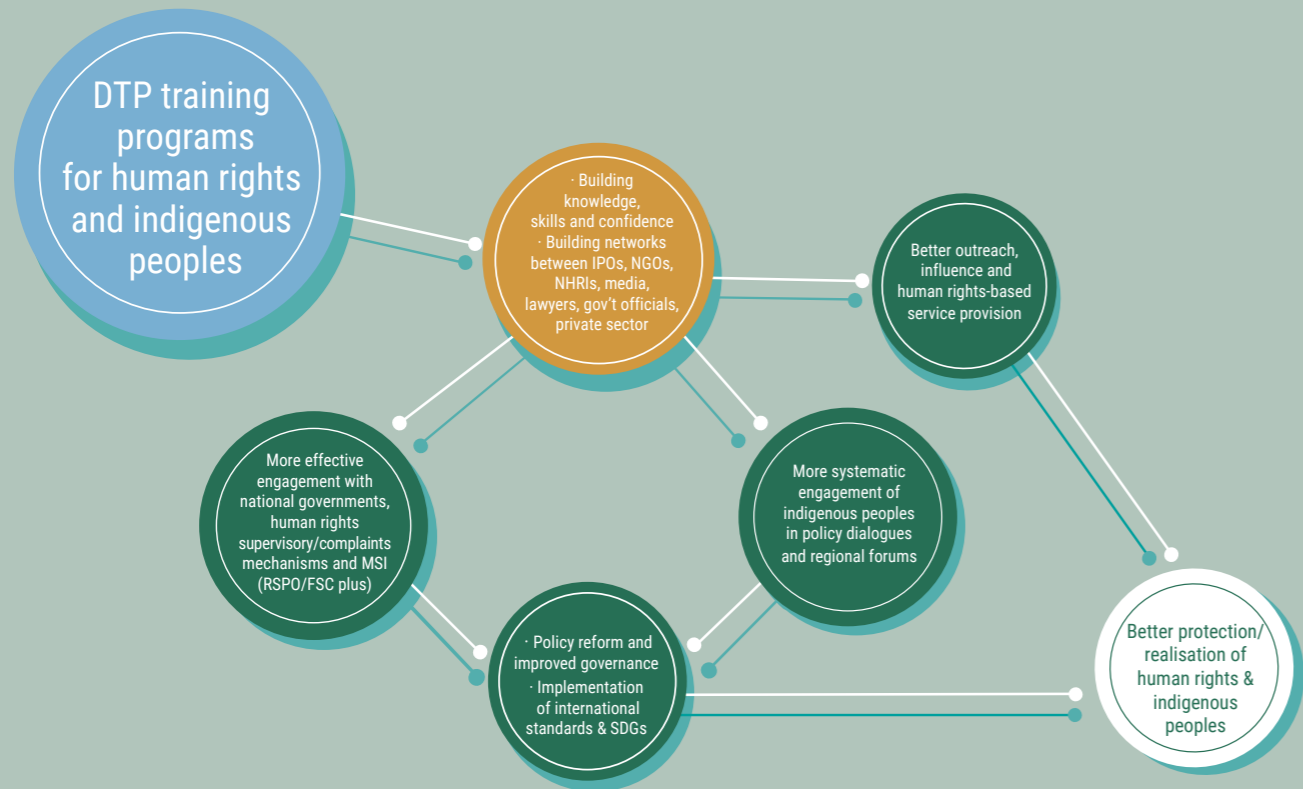 DTP training
programs
for human rights
and indigenous
peoples
· Building
knowledge,
skills and confidence
· Building networks
between IPOs, NGOs,
NHRIs, media,
lawyers, gov't officials,
private sector
Better outreach,
influence and
human rights-based
service provision
More effective
engagement with
national governments,
human rights
supervisory/complaints
mechanisms and MSI
(RSPO/FSC plus)
More systematic
engagement of
indigenous peoples
in policy dialogues
and regional forums
· Policy reform and
improved governance
· Implementation
of international
standards & SDGs
Better protection/
realisation of
human rights &
indigenous
peoples